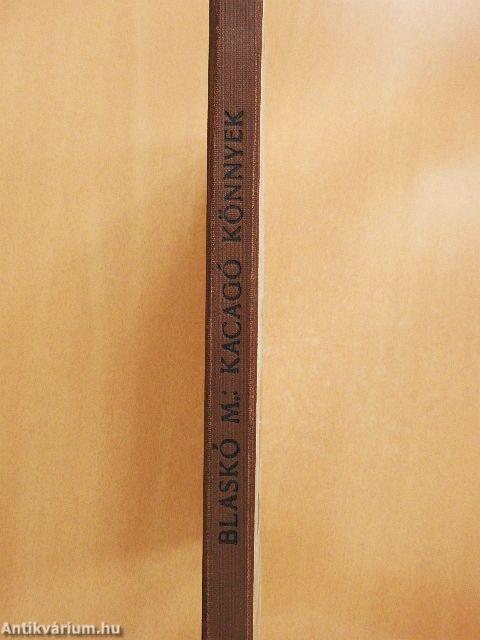 BLASKÓ M.: KACAGÓ KÖNNYEK
Antikvárium.hu